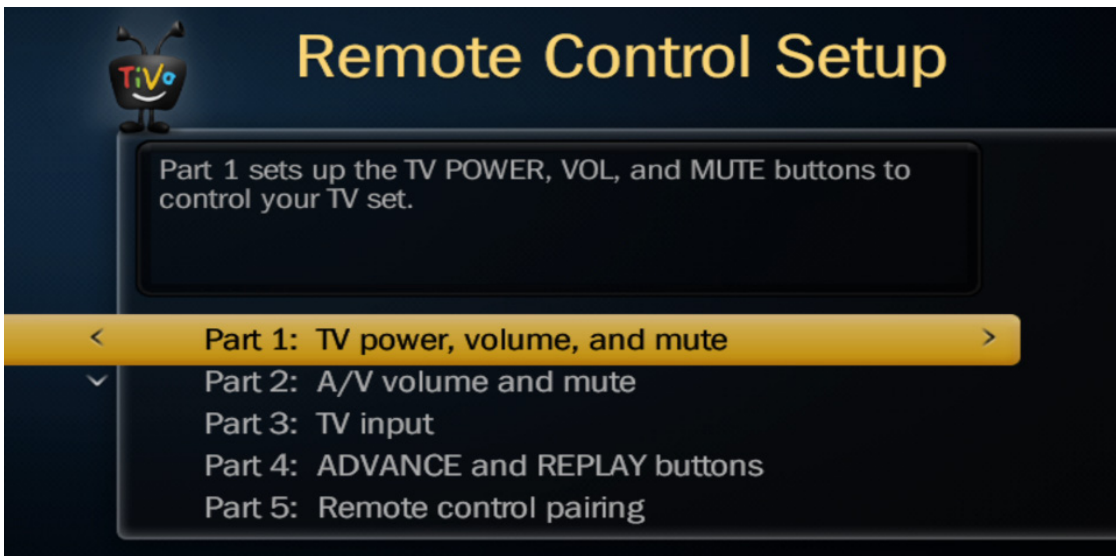 TiVo
Remote Control Setup
Part 1 sets up the TV POWER, VOL, and MUTE buttons to
control your TV set.
Part 1: TV power, volume, and mute
Part 2: A/V volume and mute
Part 3: TV input
Part 4: ADVANCE and REPLAY buttons
Part 5: Remote control pairing